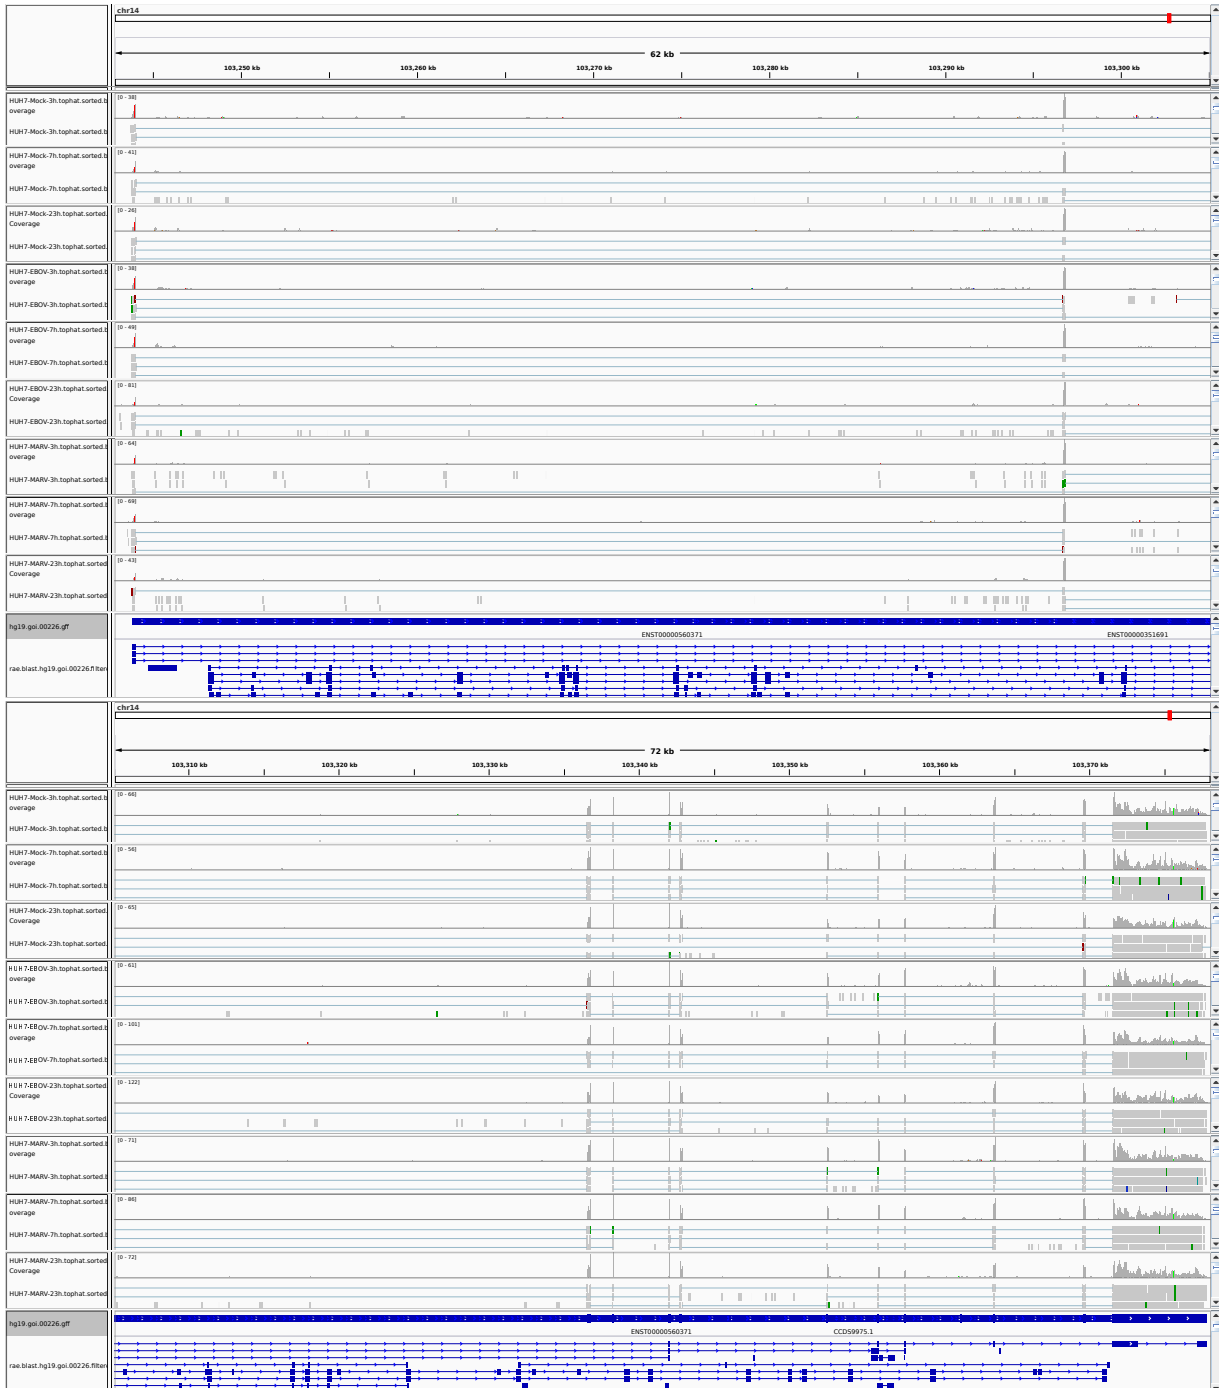 chr14
62 kb
103,250 kb 103,260 kb 103,270 kb 103,280 kb 103,290 kb 103,300 kb
HUH7-Mock-3h.tophat.sorted.b
overage
[0 - 38]
HUH7-Mock-3h.tophat.sorted.b
HUH7-Mock-7h.tophat.sorted.b
overage
[0 - 41]
HUH7-Mock-7h.tophat.sorted.b
HUH7-Mock-23h.tophat.sorted.
Coverage
[0 - 26]
HUH7-Mock-23h.tophat.sorted.
HUH7-EBOV-3h.tophat.sorted.b
overage
[0 - 38]
HUH7-EBOV-3h.tophat.sorted.b
HUH7-EBOV-7h.tophat.sorted.b
overage
[0 - 49]
HUH7-EBOV-7h.tophat.sorted.b
HUH7-EBOV-23h.tophat.sorted
Coverage
[0 - 81]
HUH7-EBOV-23h.tophat.sorted
HUH7-MARV-3h.tophat.sorted.b
overage
[0 - 64]
HUH7-MARV-3h.tophat.sorted.b
HUH7-MARV-7h.tophat.sorted.b
overage
[0 - 69]
HUH7-MARV-7h.tophat.sorted.b
HUH7-MARV-23h.tophat.sorted
Coverage
[0 - 43]
HUH7-MARV-23h.tophat.sorted
hg19.goi.00226.gff
ENST00000560371 ENST00000351691
rae.blast.hg19.goi.00226.filter
chr14
72 kb
103,310 kb 103,320 kb 103,330 kb 103,340 kb 103,350 kb 103,360 kb 103,370 kb
HUH7-Mock-3h.tophat.sorted.b
overage
[0 - 66]
HUH7-Mock-3h.tophat.sorted.b
HUH7-Mock-7h.tophat.sorted.b
overage
[0 - 56]
HUH7-Mock-7h.tophat.sorted.b
HUH7-Mock-23h.tophat.sorted.
Coverage
[0 - 65]
HUH7-Mock-23h.tophat.sorted.
HUH7-EBOV-3h.tophat.sorted.b
overage
[0 - 61]
HUH7-EBOV-3h.tophat.sorted.b
HUH7-EBOV-7h.tophat.sorted.b
overage
[0 - 101]
HUH7-EBOV-7h.tophat.sorted.b
HUH7-EBOV-23h.tophat.sorted
Coverage
[0 - 122]
HUH7-EBOV-23h.tophat.sorted
HUH7-MARV-3h.tophat.sorted.b
overage
[0 - 71]
HUH7-MARV-3h.tophat.sorted.b
HUH7-MARV-7h.tophat.sorted.b
overage
[0 - 86]
HUH7-MARV-7h.tophat.sorted.b
HUH7-MARV-23h.tophat.sorted
Coverage
[0 - 72]
HUH7-MARV-23h.tophat.sorted
hg19.goi.00226.gff
ENST00000560371 CCDS9975.1
rae.blast.hg19.goi.00226.filter